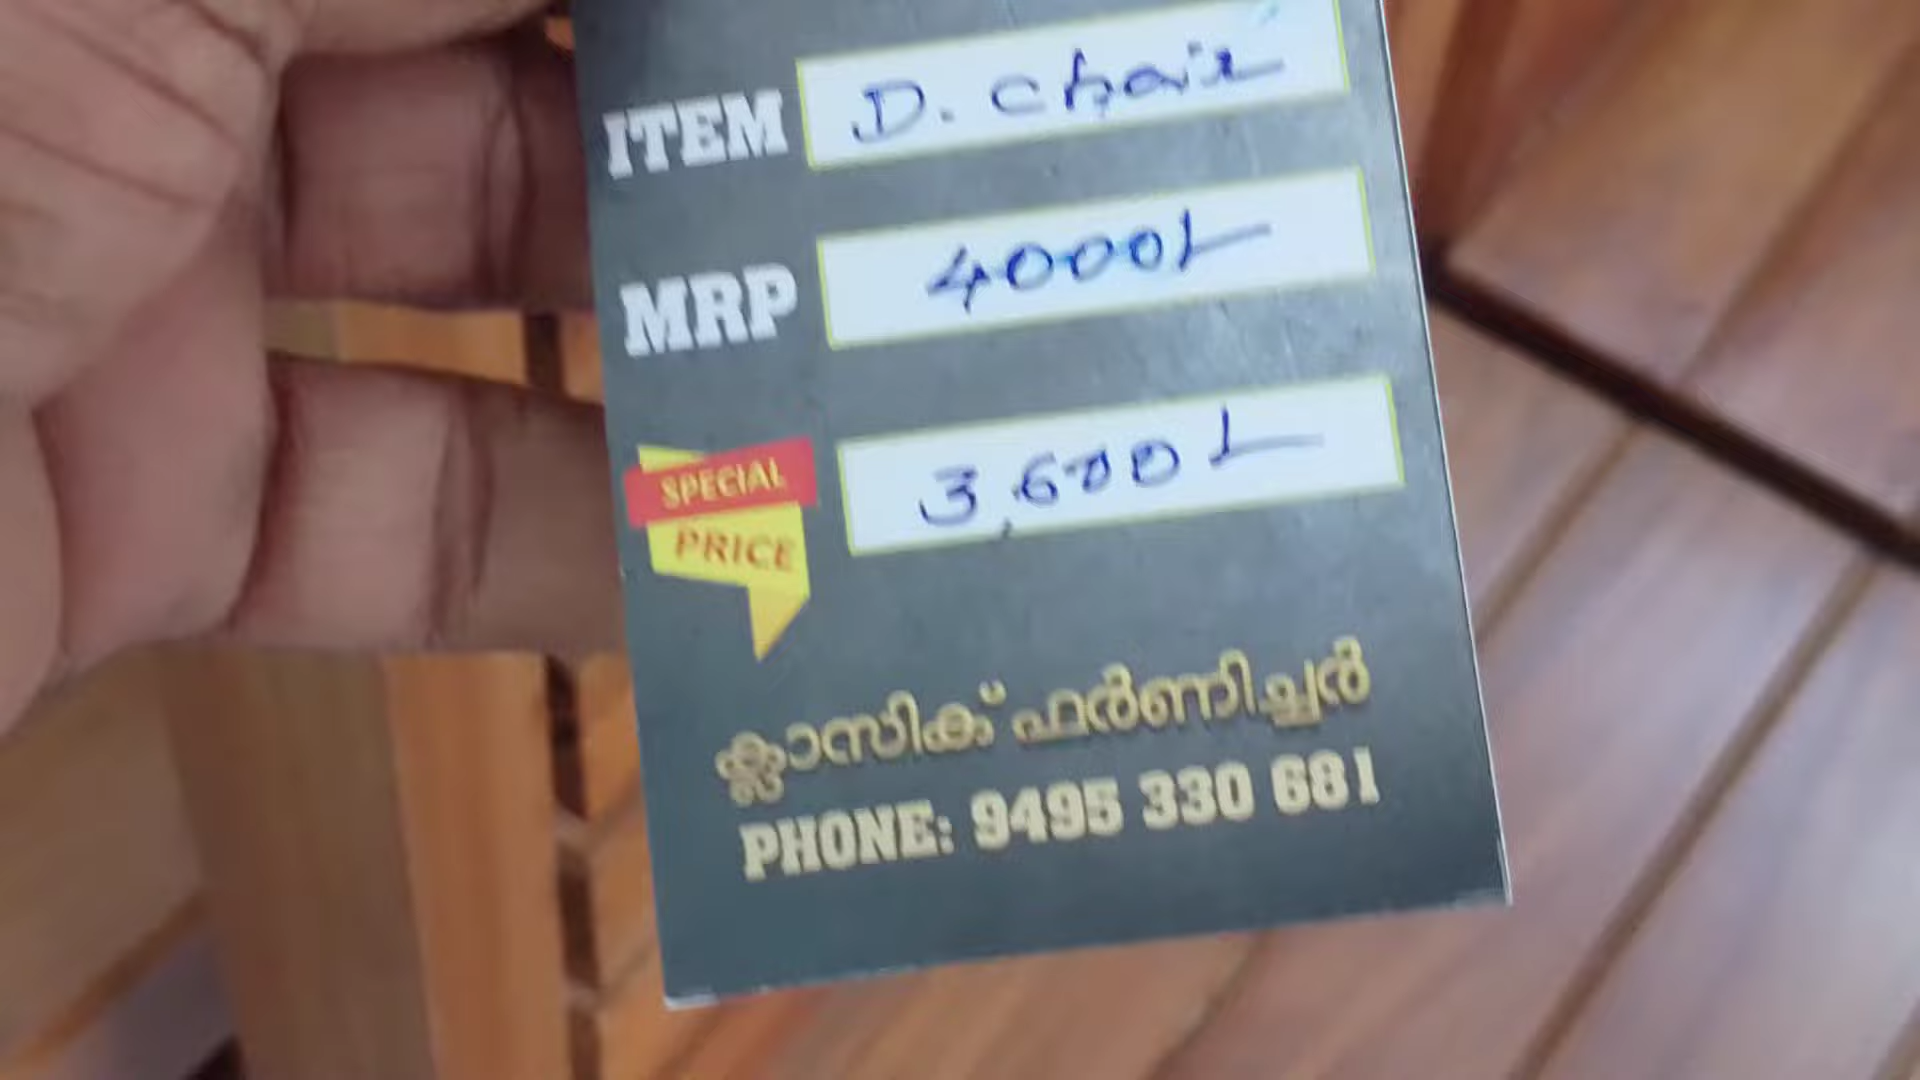 ITEM D. Chair
MRP 4000/-
SPECIAL
PRICE
3,600/-
ക്ലാസിക് ഫർണിച്ചർ
PHONE: 9495 330 681